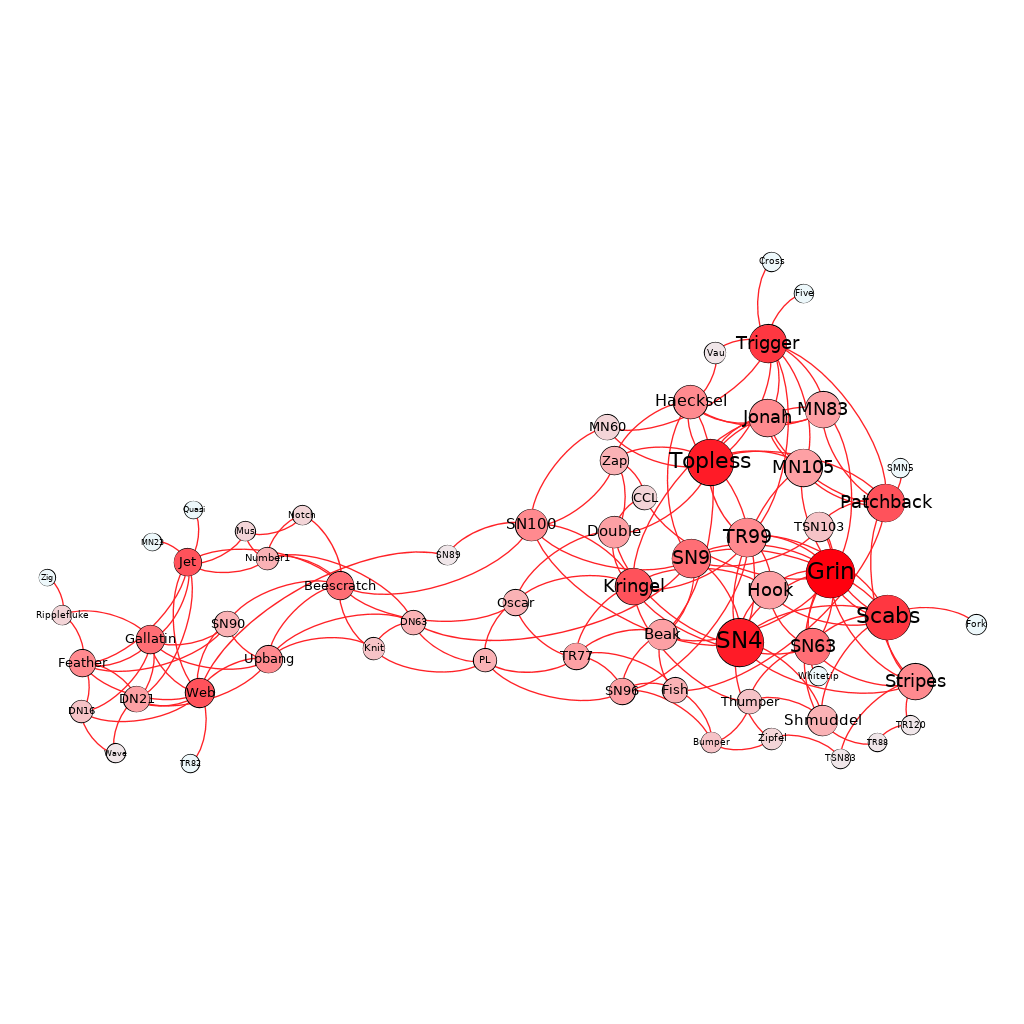 Cross
Five
Trigger
Vau
Haecksel
MN83
Jonah
MN60
Zap
Topless
MN105
SMN5
CCL
Patchback
Quasi
Notch
SN100
TSN103
Mus
Double
TR99
MN23
Jet
Number1
SN89
SN9
Grin
Zig
Beescratch
Kringel
Hook
Oscar
Ripplefluke
SN90
DN63
Scabs
Fork
Gallatin
Beak
SN4
SN63
Knit
Feather
Upbang
PL
TR77
Whitetip
Stripes
Web
DN21
SN96
Fish
Thumper
DN16
Shmuddel
TR120
Wave
Bumper
Zipfel
TR88
TR82
TSN83